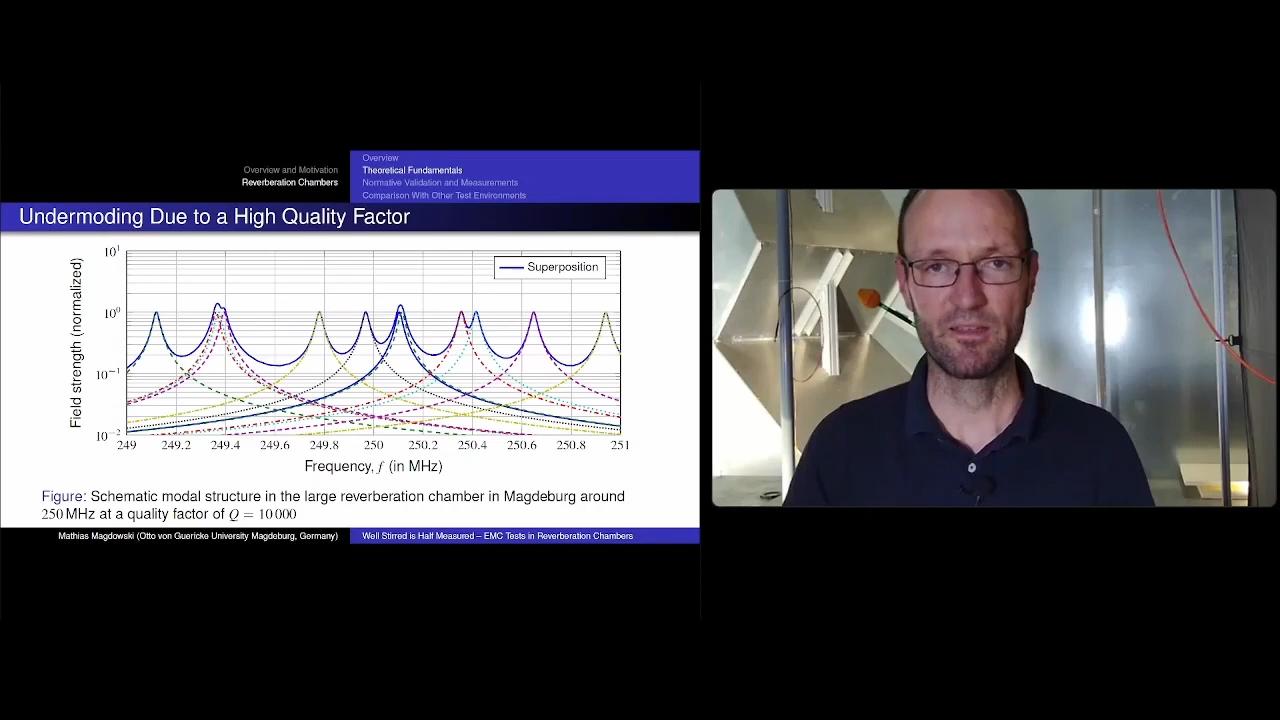 Overview and Motivation
Reverberation Chambers
Overview
Theoretical Fundamentals
Normative Validation and Measurements
Comparison With Other Test Environments
Undermoding Due to a High Quality Factor
Superposition
Field strength (normalized)
10¹
10⁰
10⁻¹
10⁻²
249 249.2 249.4 249.6 249.8 250 250.2 250.4 250.6 250.8 251
Frequency, f (in MHz)
Figure: Schematic modal structure in the large reverberation chamber in Magdeburg around
250 MHz at a quality factor of Q = 10 000
Mathias Magdowski (Otto von Guericke University Magdeburg, Germany)
Well Stirred is Half Measured – EMC Tests in Reverberation Chambers